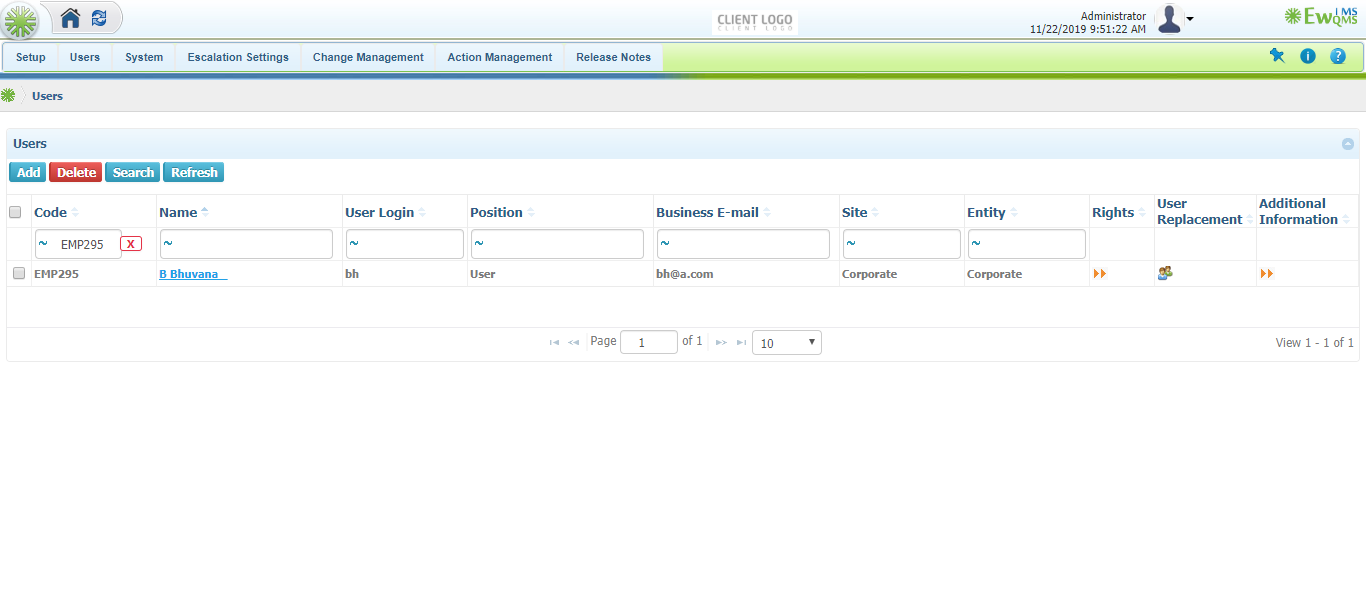 CLIENT LOGO
CLIENT LOGO
Administrator
11/22/2019 9:51:22 AM
EwQMS iMS
Setup Users System Escalation Settings Change Management Action Management Release Notes
i ?
Users
Users
Add Delete Search Refresh
Code Name User Login Position Business E-mail Site Entity Rights User Replacement Additional Information
~ EMP295 X ~ ~ ~ ~ ~ ~
EMP295 B Bhuvana bh User bh@a.com Corporate Corporate
Page 1 of 1 10 View 1 - 1 of 1